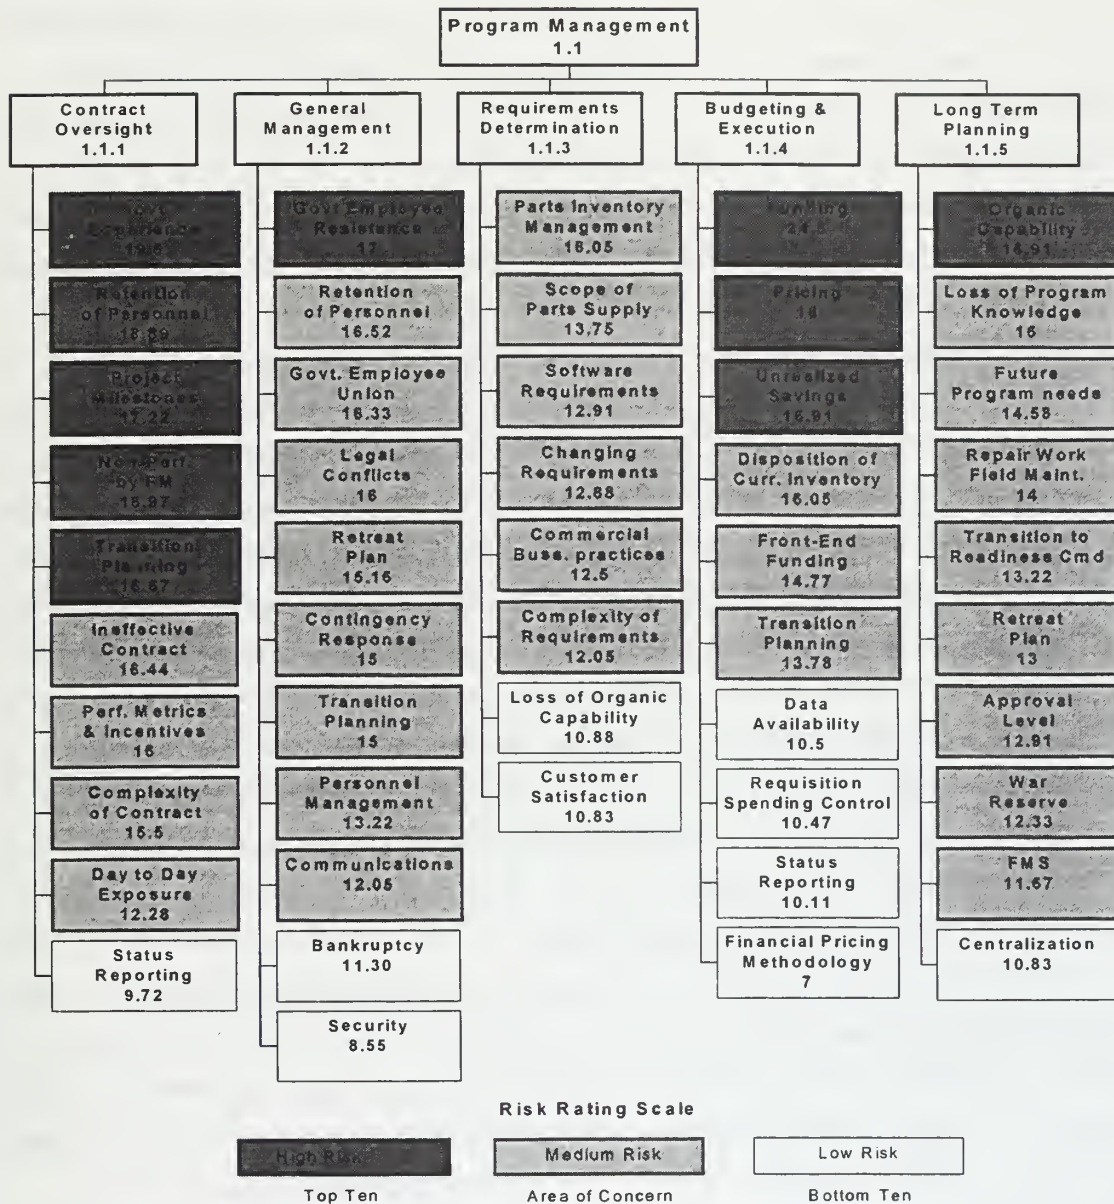 Program Management
1.1
Contract
Oversight
1.1.1
Govt
Experience
Retention
of Personnel
18.89
Project
Milestones
17.22
Non-Perf.
by FM
16.97
Transition
Planning
16.67
Ineffective
Contract
16.44
Perf. Metrics
& Incentives
16
Complexity
of Contract
15.5
Day to Day
Exposure
12.28
Status
Reporting
9.72
General
Management
1.1.2
Govt Employee
Resistance
17
Retention
of Personnel
16.52
Govt. Employee
Union
16.33
Legal
Conflicts
16
Retreat
Plan
15.16
Contingency
Response
15
Transition
Planning
15
Personnel
Management
13.22
Communications
12.05
Bankruptcy
11.30
Security
8.55
Requirements
Determination
1.1.3
Parts Inventory
Management
16.05
Scope of
Parts Supply
13.75
Software
Requirements
12.91
Changing
Requirements
12.88
Commercial
Buss. practices
12.5
Complexity of
Requirements
12.05
Loss of Organic
Capability
10.88
Customer
Satisfaction
10.83
Budgeting &
Execution
1.1.4
Funding
24.5
Pricing
Unrealized
Savings
16.91
Disposition of
Curr. Inventory
16.05
Front-End
Funding
14.77
Transition
Planning
13.78
Data
Availability
10.5
Requisition
Spending Control
10.47
Status
Reporting
10.11
Financial Pricing
Methodology
7
Long Term
Planning
1.1.5
Organic
Capability
16.91
Loss of Program
Knowledge
16
Future
Program needs
14.58
Repair Work
Field Maint.
14
Transition to
Readiness Cmd
13.22
Retreat
Plan
13
Approval
Level
12.91
War
Reserve
12.33
FMS
11.67
Centralization
10.83
Risk Rating Scale
High Risk
Medium Risk
Low Risk
Top Ten
Area of Concern
Bottom Ten